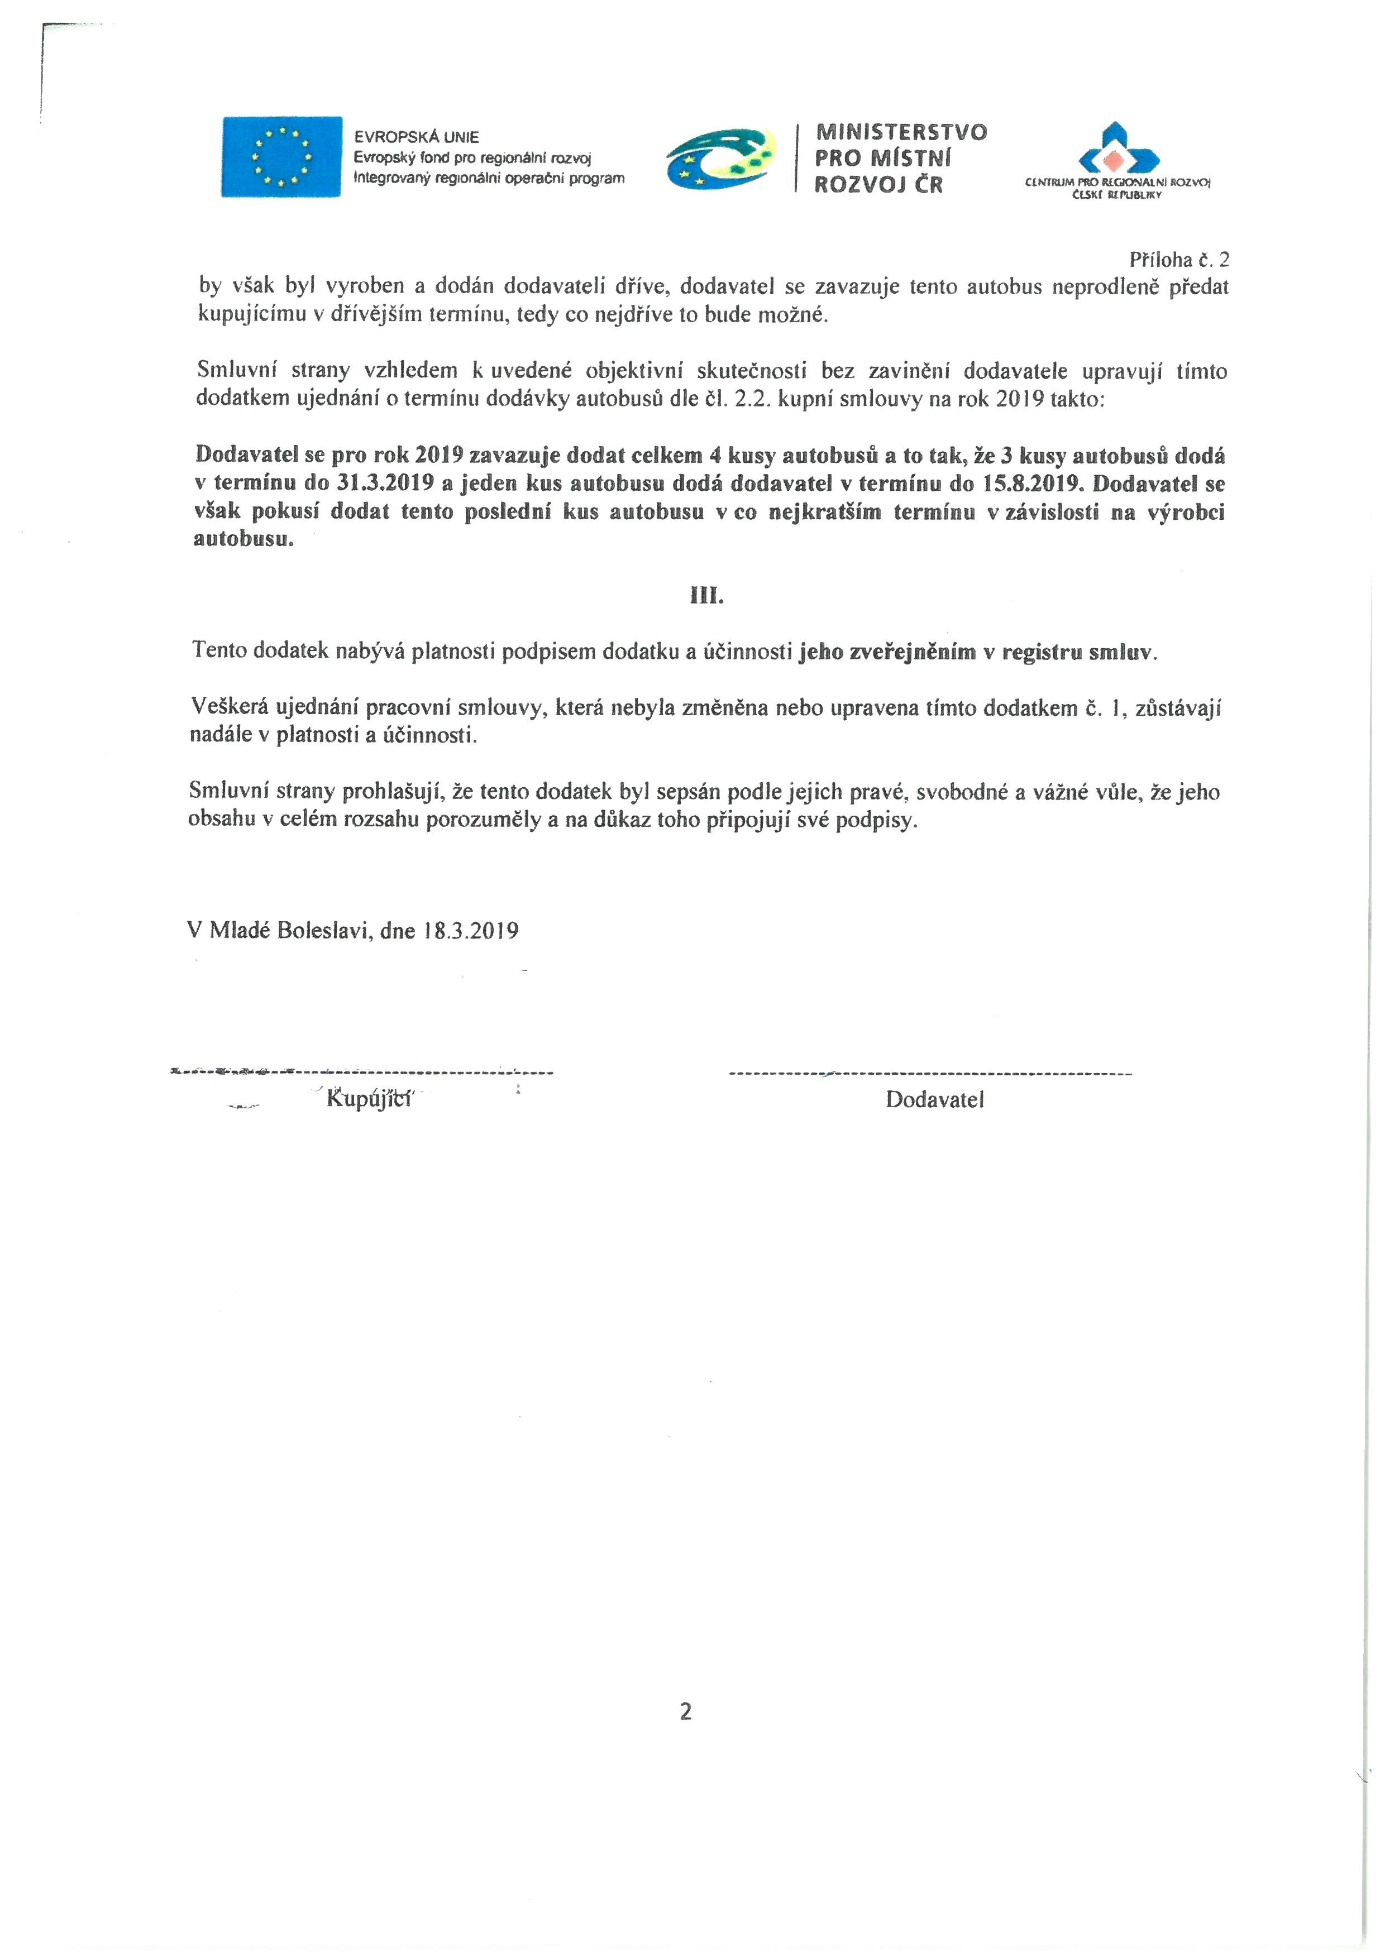 EVROPSKÁ UNIE
Evropský fond pro regionální rozvoj
Integrovaný regionální operační program
MINISTERSTVO
PRO MÍSTNÍ
ROZVOJ ČR
CENTRUM PRO REGIONÁLNÍ ROZVOJ
ČESKÉ REPUBLIKY
Příloha č. 2
by však byl vyroben a dodán dodavateli dříve, dodavatel se zavazuje tento autobus neprodleně předat
kupujícímu v dřívějším termínu, tedy co nejdříve to bude možné.
Smluvní strany vzhledem k uvedené objektivní skutečnosti bez zavinění dodavatele upravují tímto
dodatkem ujednání o termínu dodávky autobusů dle čl. 2.2. kupní smlouvy na rok 2019 takto:
Dodavatel se pro rok 2019 zavazuje dodat celkem 4 kusy autobusů a to tak, že 3 kusy autobusů dodá
v termínu do 31.3.2019 a jeden kus autobusu dodá dodavatel v termínu do 15.8.2019. Dodavatel se
však pokusí dodat tento poslední kus autobusu v co nejkratším termínu v závislosti na výrobci
autobusu.
III.
Tento dodatek nabývá platnosti podpisem dodatku a účinnosti jeho zveřejněním v registru smluv.
Veškerá ujednání pracovní smlouvy, která nebyla změněna nebo upravena tímto dodatkem č. 1, zůstávají
nadále v platnosti a účinnosti.
Smluvní strany prohlašují, že tento dodatek byl sepsán podle jejich pravé, svobodné a vážné vůle, že jeho
obsahu v celém rozsahu porozuměly a na důkaz toho připojují své podpisy.
V Mladé Boleslavi, dne 18.3.2019
Kupující
Dodavatel
2